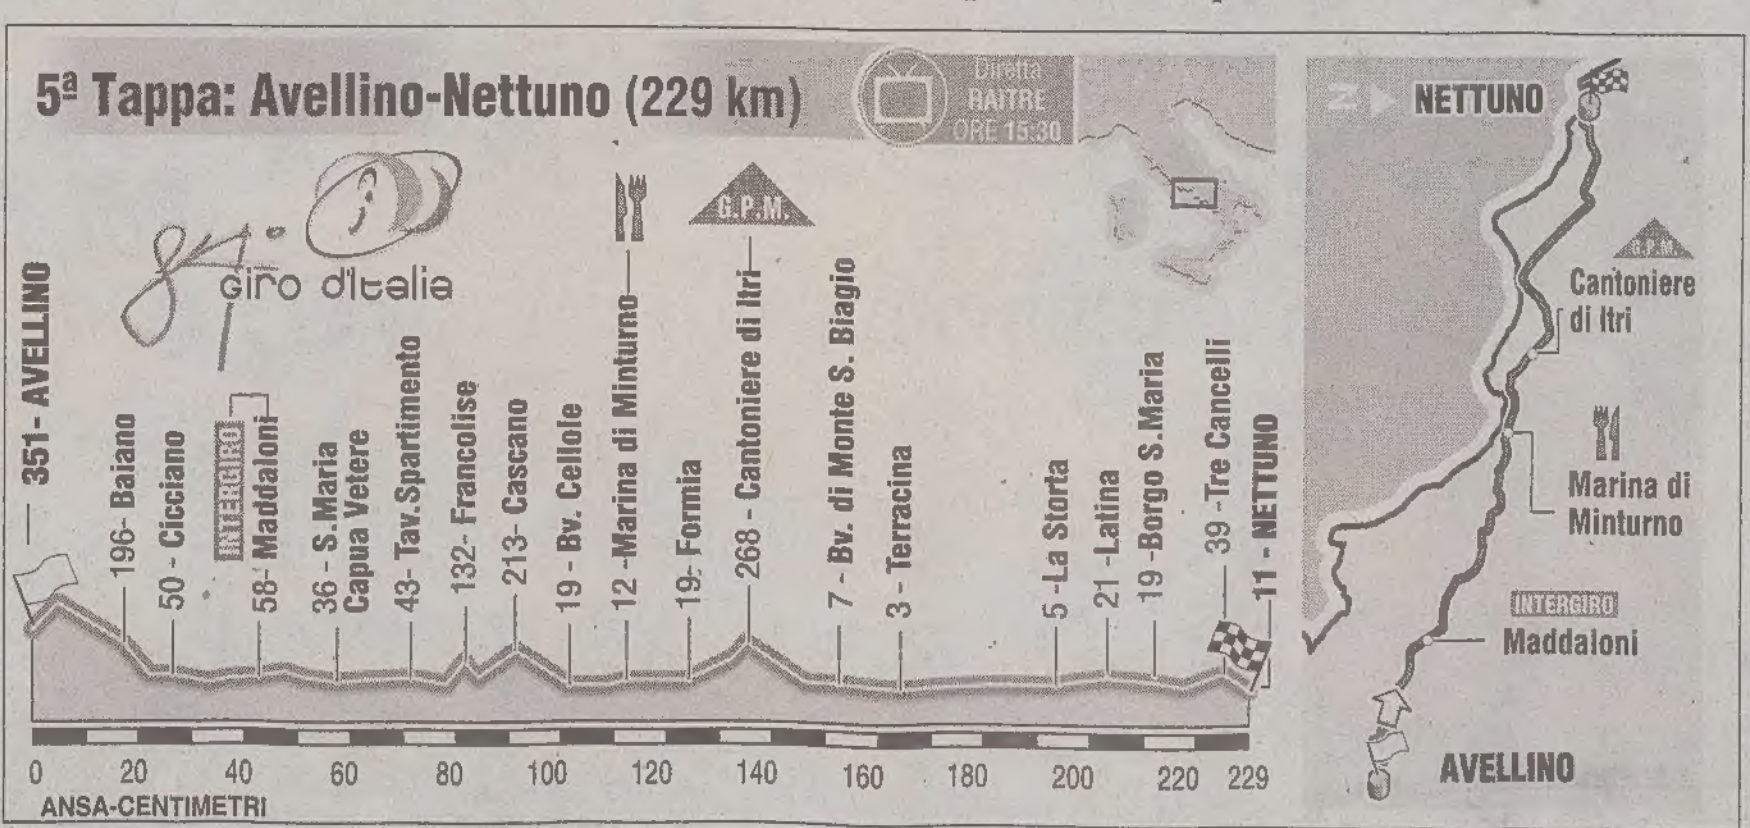 5ª Tappa: Avellino-Nettuno (229 km)
Diretta
RAITRE
ORE 15:30
giro d'Italia
351- AVELLINO
196- Baiano
50 - Cicciano
INTERGIRO
58- Maddaloni
36 - S.Maria
Capua Vetere
43- Tav.Spartimento
132- Francolise
213- Cascano
19 - Bv. Cellole
12 -Marina di Minturno
19- Formia
G.P.M.
268 - Cantoniere di Itri
7 - Bv. di Monte S. Biagio
3 - Terracina
5 -La Storta
21 -Latina
19 -Borgo S.Maria
39 -Tre Cancelli
11 - NETTUNO
0 20 40 60 80 100 120 140 160 180 200 220 229
ANSA-CENTIMETRI
N
NETTUNO
G.P.M.
Cantoniere
di Itri
Marina di
Minturno
INTERGIRO
Maddaloni
AVELLINO